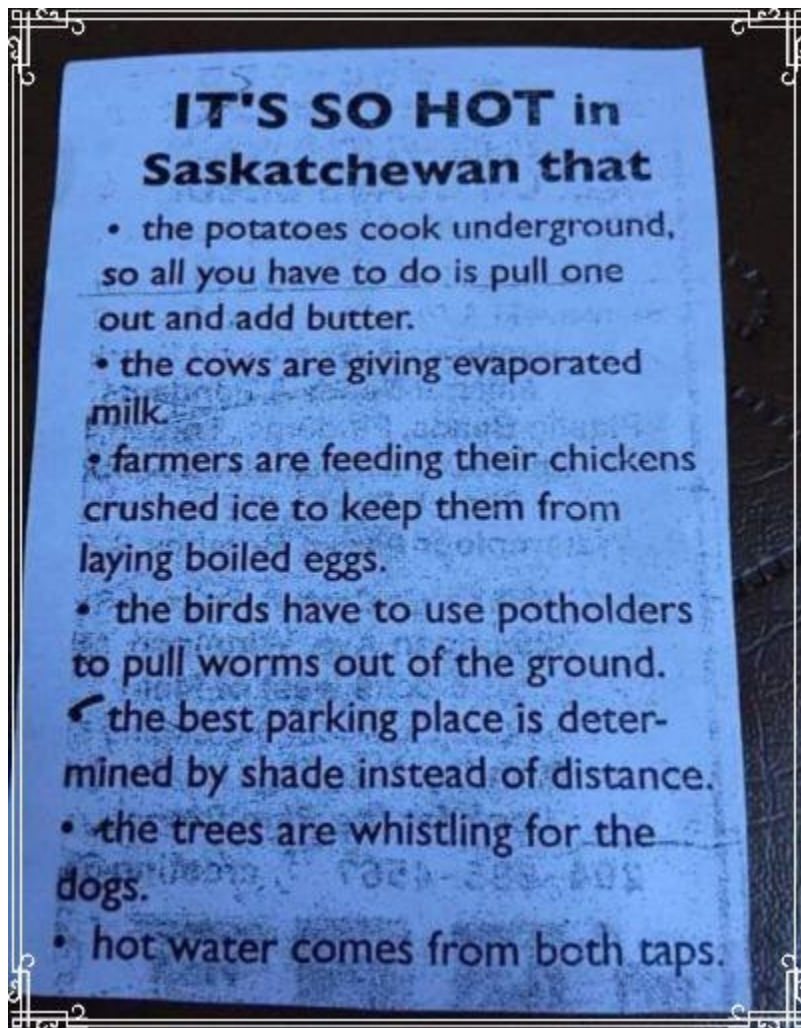 IT'S SO HOT in
Saskatchewan that
• the potatoes cook underground,
so all you have to do is pull one
out and add butter.
• the cows are giving evaporated
milk.
• farmers are feeding their chickens
crushed ice to keep them from
laying boiled eggs.
• the birds have to use potholders
to pull worms out of the ground.
• the best parking place is deter-
mined by shade instead of distance.
• the trees are whistling for the
dogs.
• hot water comes from both taps.